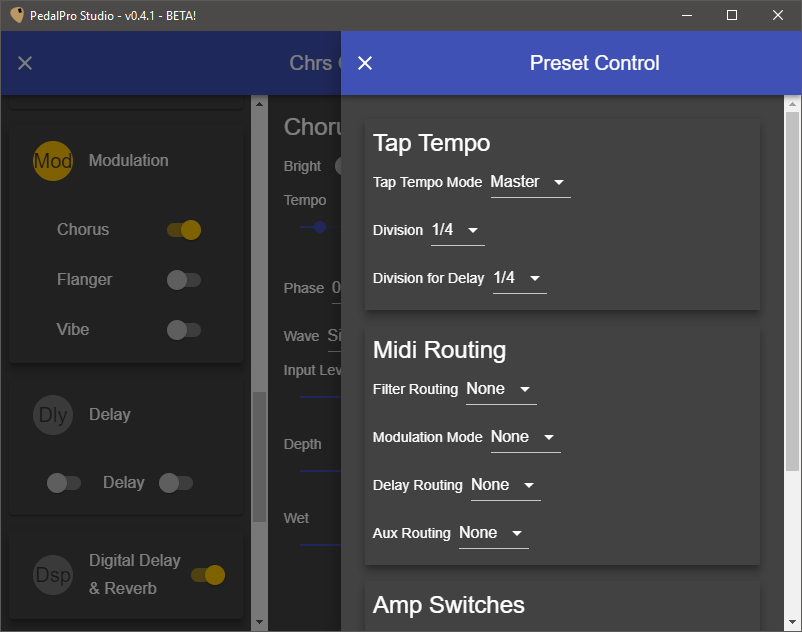 PedalPro Studio - v0.4.1 - BETA!
Chrs
Preset Control
Mod Modulation
Chorus
Flanger
Vibe
Dly Delay
Delay
Dsp Digital Delay
& Reverb
Bright
Tempo
Phase 0
Wave
Input Lev
Depth
Wet
Tap Tempo
Tap Tempo Mode Master
Division 1/4
Division for Delay 1/4
Midi Routing
Filter Routing None
Modulation Mode None
Delay Routing None
Aux Routing None
Amp Switches